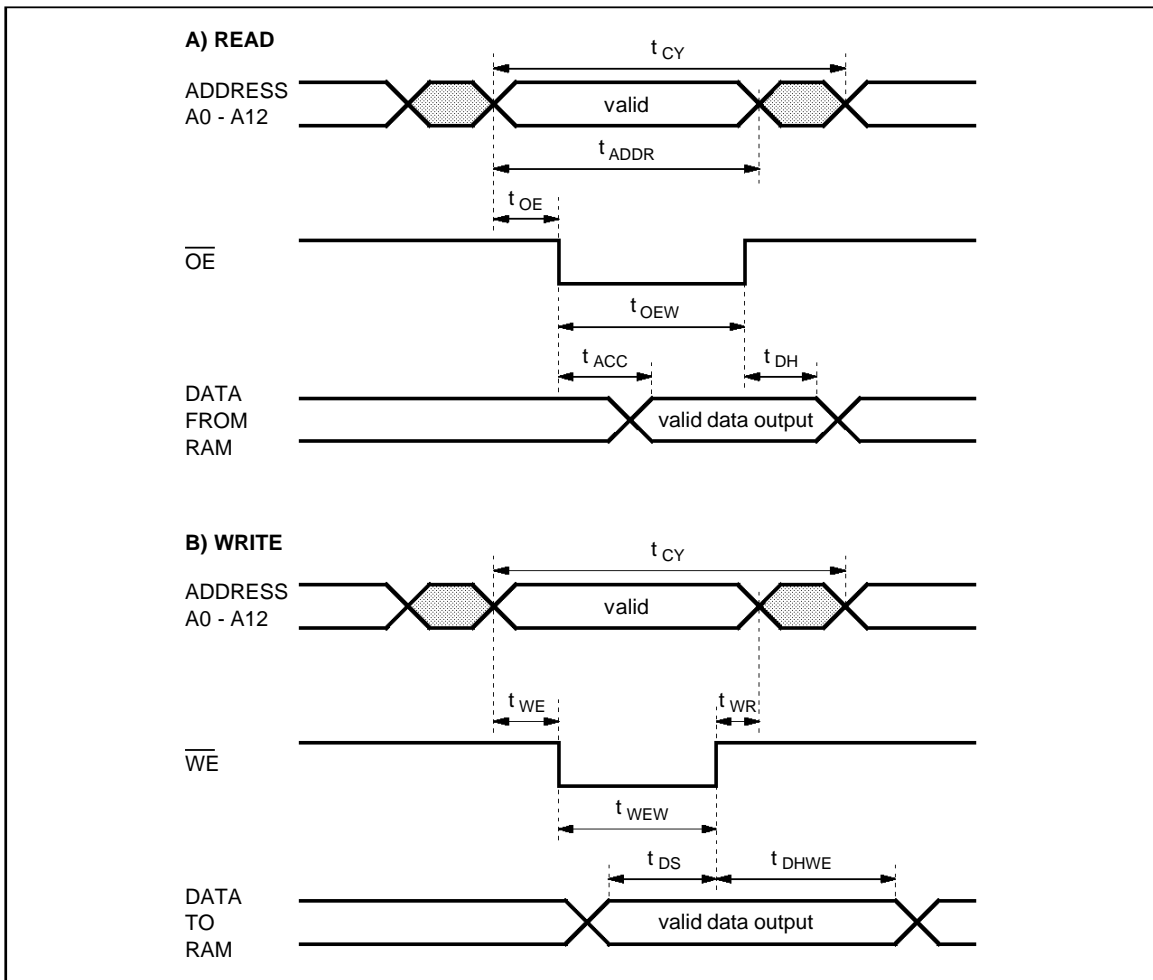 A) READ
t CY
ADDRESS
A0 - A12
valid
t ADDR
t OE
OE
t OEW
t ACC
t DH
DATA
FROM
RAM
valid data output
B) WRITE
t CY
ADDRESS
A0 - A12
valid
t WE
t WR
WE
t WEW
t DS
t DHWE
DATA
TO
RAM
valid data output